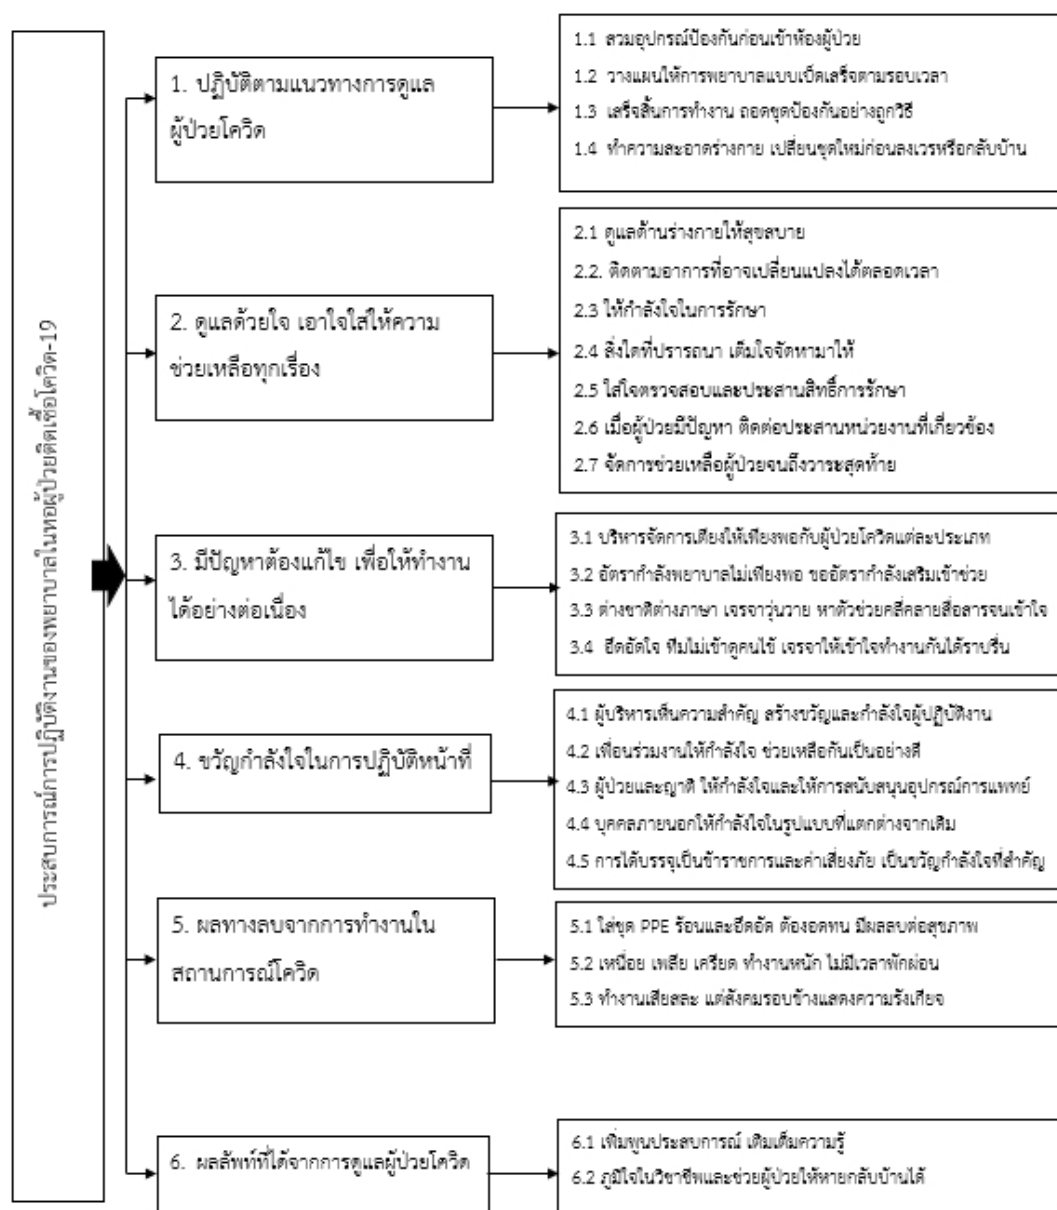 ประสบการณ์การปฏิบัติงานของพยาบาลในหอผู้ป่วยติดเชื้อโควิด-19
1. ปฏิบัติตามแนวทางการดูแล
ผู้ป่วยโควิด
1.1 สวมอุปกรณ์ป้องกันก่อนเข้าห้องผู้ป่วย
1.2 วางแผนให้การพยาบาลแบบเบ็ดเสร็จตามรอบเวลา
1.3 เสร็จสิ้นการทำงาน ถอดชุดป้องกันอย่างถูกวิธี
1.4 ทำความสะอาดร่างกาย เปลี่ยนชุดใหม่ก่อนลงเวรหรือกลับบ้าน
2. ดูแลด้วยใจ เอาใจใส่ให้ความ
ช่วยเหลือทุกเรื่อง
2.1 ดูแลด้านร่างกายให้สุขสบาย
2.2. ติดตามอาการที่อาจเปลี่ยนแปลงได้ตลอดเวลา
2.3 ให้กำลังใจในการรักษา
2.4 สิ่งใดที่ปรารถนา เต็มใจจัดหามาให้
2.5 ใส่ใจตรวจสอบและประสานสิทธิ์การรักษา
2.6 เมื่อผู้ป่วยมีปัญหา ติดต่อประสานหน่วยงานที่เกี่ยวข้อง
2.7 จัดการช่วยเหลือผู้ป่วยจนถึงวาระสุดท้าย
3. มีปัญหาต้องแก้ไข เพื่อให้ทำงาน
ได้อย่างต่อเนื่อง
3.1 บริหารจัดการเตียงให้เพียงพอกับผู้ป่วยโควิดแต่ละประเภท
3.2 อัตรากำลังพยาบาลไม่เพียงพอ ขออัตรากำลังเสริมเข้าช่วย
3.3 ต่างชาติต่างภาษา เจรจาวุ่นวาย หาตัวช่วยคลี่คลายสื่อสารจนเข้าใจ
3.4 อึดอัดใจ ทีมไม่เข้าดูคนไข้ เจรจาให้เข้าใจทำงานกันได้ราบรื่น
4. ขวัญกำลังใจในการปฏิบัติหน้าที่
4.1 ผู้บริหารเห็นความสำคัญ สร้างขวัญและกำลังใจผู้ปฏิบัติงาน
4.2 เพื่อนร่วมงานให้กำลังใจ ช่วยเหลือกันเป็นอย่างดี
4.3 ผู้ป่วยและญาติ ให้กำลังใจและให้การสนับสนุนอุปกรณ์การแพทย์
4.4 บุคคลภายนอกให้กำลังใจในรูปแบบที่แตกต่างจากเดิม
4.5 การได้บรรจุเป็นข้าราชการและค่าเสี่ยงภัย เป็นขวัญกำลังใจที่สำคัญ
5. ผลทางลบจากการทำงานใน
สถานการณ์โควิด
5.1 ใส่ชุด PPE ร้อนและอึดอัด ต้องอดทน มีผลลบต่อสุขภาพ
5.2 เหนื่อย เพลีย เครียด ทำงานหนัก ไม่มีเวลาพักผ่อน
5.3 ทำงานเสียสละ แต่สังคมรอบข้างแสดงความรังเกียจ
6. ผลลัพท์ที่ได้จากการดูแลผู้ป่วยโควิด
6.1 เพิ่มพูนประสบการณ์ เติมเต็มความรู้
6.2 ภูมิใจในวิชาชีพและช่วยผู้ป่วยให้หายกลับบ้านได้